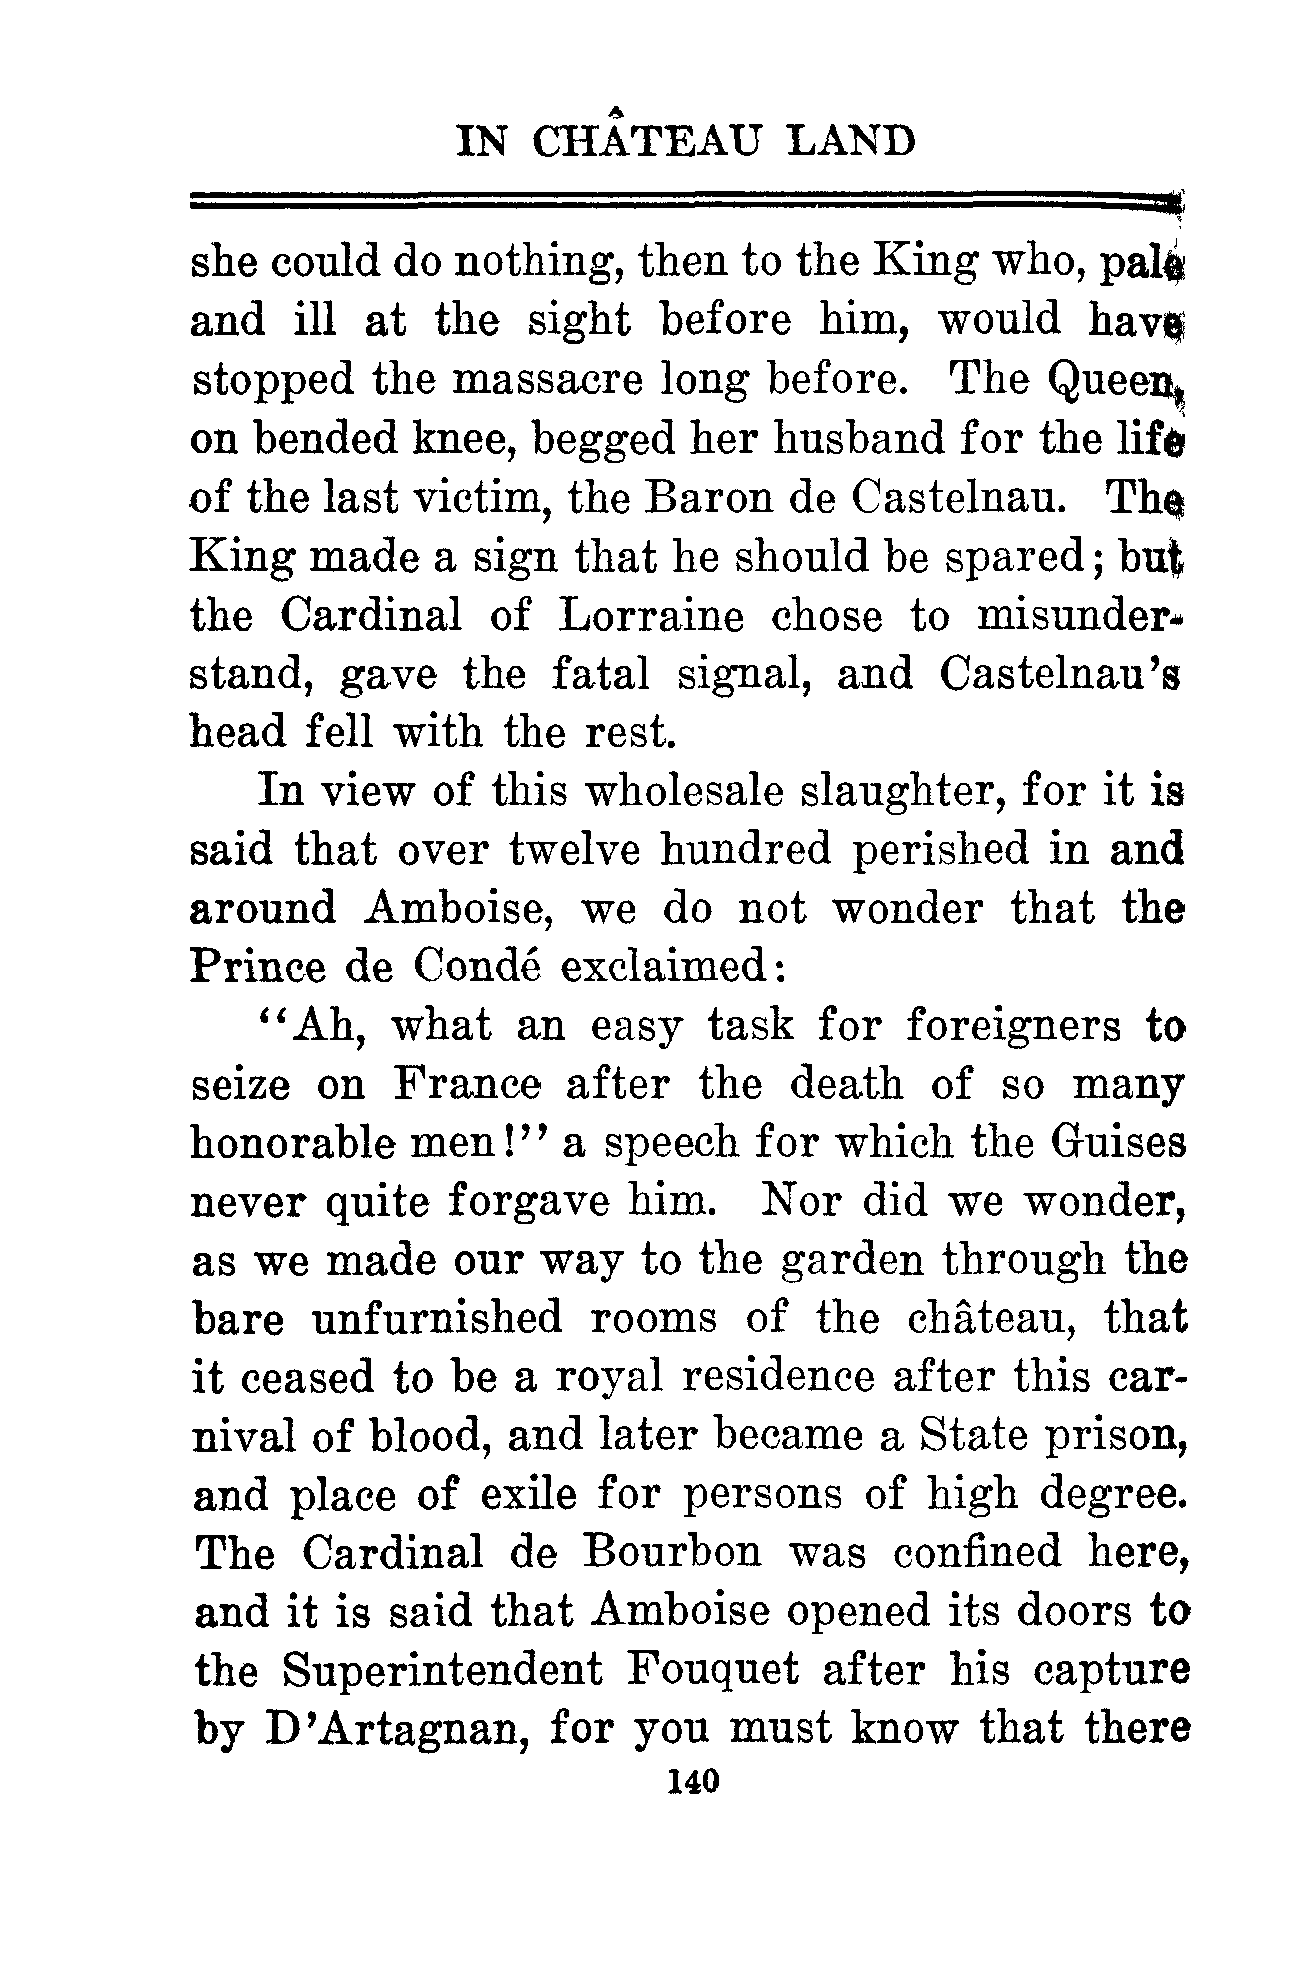 IN CHÂTEAU LAND
she could do nothing, then to the King who, pale
and ill at the sight before him, would have
stopped the massacre long before. The Queen,
on bended knee, begged her husband for the life
of the last victim, the Baron de Castelnau. The
King made a sign that he should be spared; but
the Cardinal of Lorraine chose to misunder-
stand, gave the fatal signal, and Castelnau's
head fell with the rest.
In view of this wholesale slaughter, for it is
said that over twelve hundred perished in and
around Amboise, we do not wonder that the
Prince de Condé exclaimed:
"Ah, what an easy task for foreigners to
seize on France after the death of so many
honorable men!" a speech for which the Guises
never quite forgave him. Nor did we wonder,
as we made our way to the garden through the
bare unfurnished rooms of the château, that
it ceased to be a royal residence after this car-
nival of blood, and later became a State prison,
and place of exile for persons of high degree.
The Cardinal de Bourbon was confined here,
and it is said that Amboise opened its doors to
the Superintendent Fouquet after his capture
by D'Artagnan, for you must know that there
140